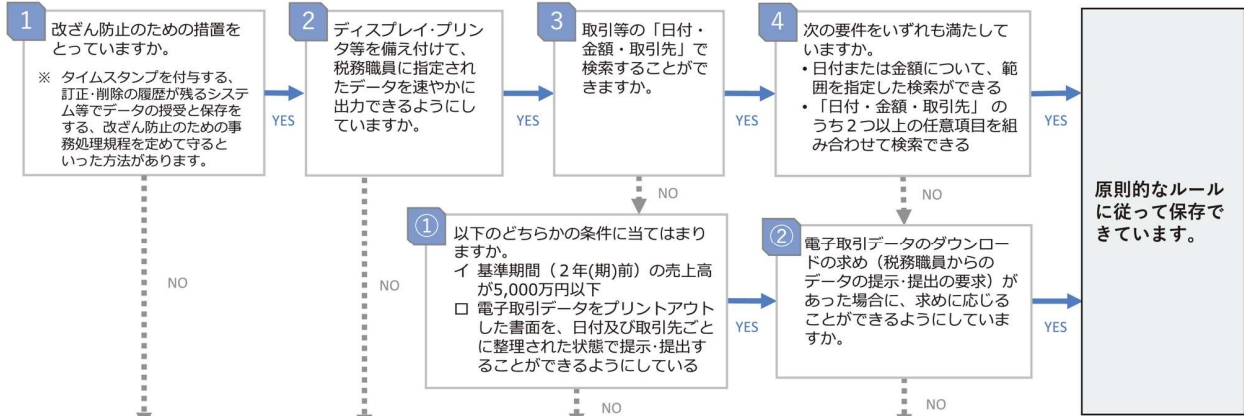 1
改ざん防止のための措置を
とっていますか。
※ タイムスタンプを付与する、
訂正･削除の履歴が残るシステ
ム等でデータの授受と保存を
する、改ざん防止のための事
務処理規程を定めて守ると
いった方法があります。
YES
NO
2
ディスプレイ･プリン
タ等を備え付けて、
税務職員に指定され
たデータを速やかに
出力できるようにし
ていますか。
YES
NO
3
取引等の「日付・
金額・取引先」で
検索することがで
きますか。
YES
NO
4
次の要件をいずれも満たして
いますか。
・日付または金額について、範
囲を指定した検索ができる
・「日付・金額・取引先」 の
うち２つ以上の任意項目を組
み合わせて検索できる
YES
NO
①
以下のどちらかの条件に当てはまり
ますか。
イ 基準期間（２年(期)前）の売上高
が5,000万円以下
ロ 電子取引データをプリントアウト
した書面を、日付及び取引先ごと
に整理された状態で提示･提出す
ることができるようにしている
YES
NO
②
電子取引データのダウンロー
ドの求め（税務職員からの
データの提示･提出の要求）が
あった場合に、求めに応じる
ことができるようにしていま
すか。
YES
NO
原則的なルール
に従って保存で
きています。